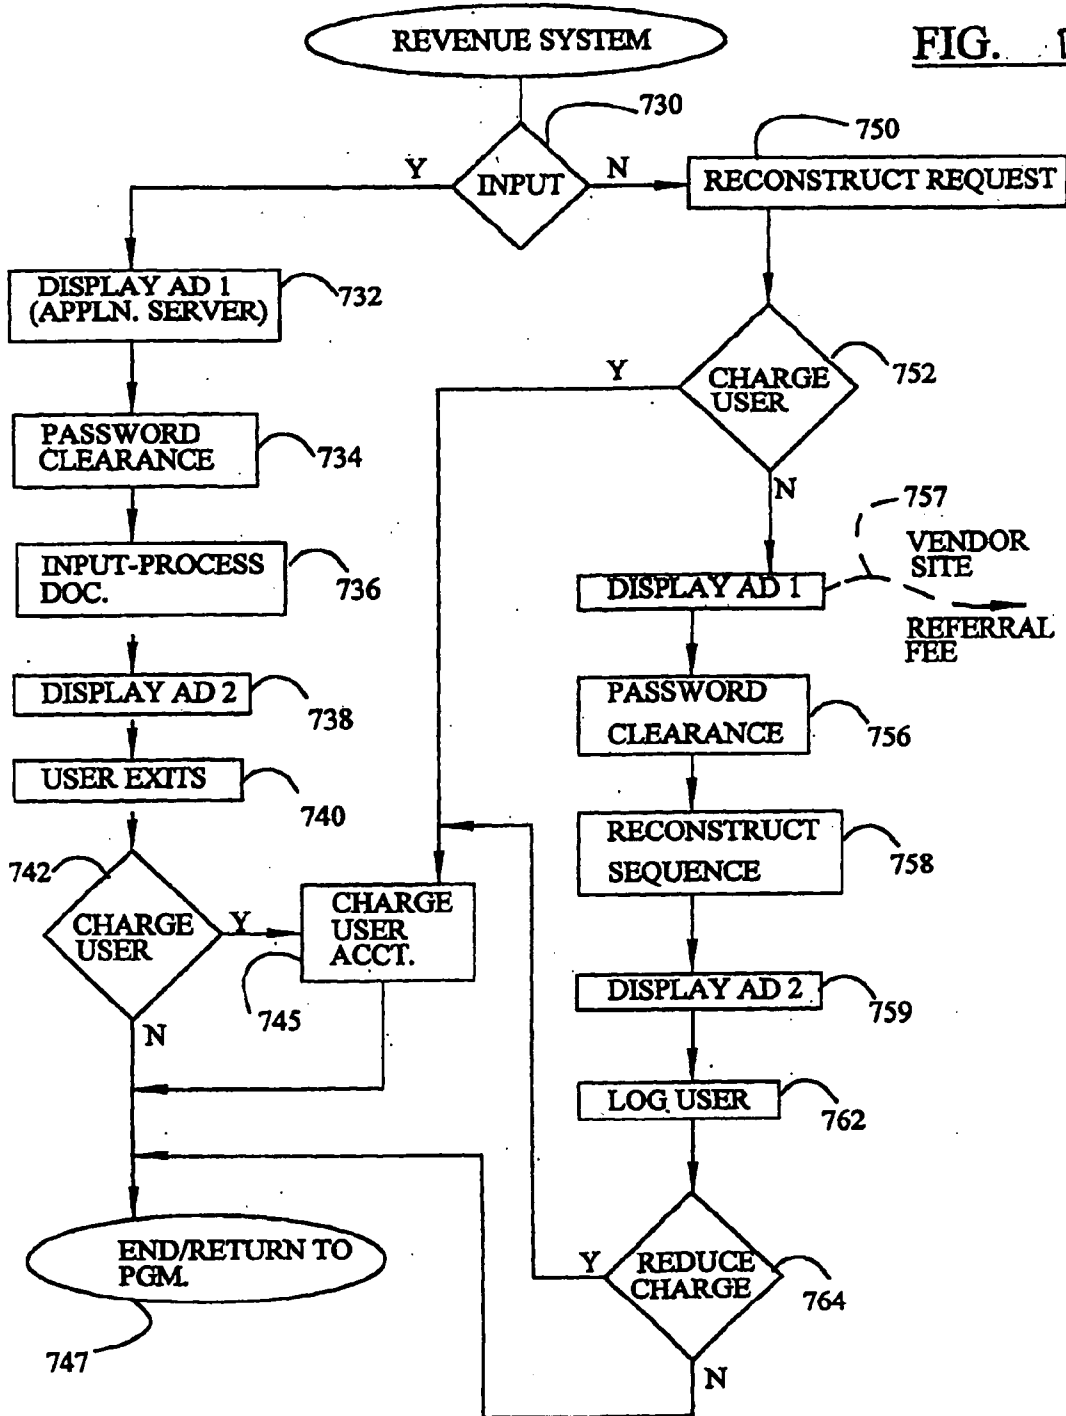 REVENUE SYSTEM
FIG.
730
750
Y
INPUT
N
RECONSTRUCT REQUEST
DISPLAY AD 1
(APPLN. SERVER)
732
Y
CHARGE
USER
752
PASSWORD
CLEARANCE
734
N
757
VENDOR
SITE
INPUT-PROCESS
DOC.
736
DISPLAY AD 1
REFERRAL
FEE
DISPLAY AD 2
738
PASSWORD
CLEARANCE
756
USER EXITS
740
RECONSTRUCT
SEQUENCE
758
742
CHARGE
USER
Y
CHARGE
USER
ACCT.
745
N
DISPLAY AD 2
759
LOG USER
762
END/RETURN TO
PGM.
747
Y
REDUCE
CHARGE
764
N